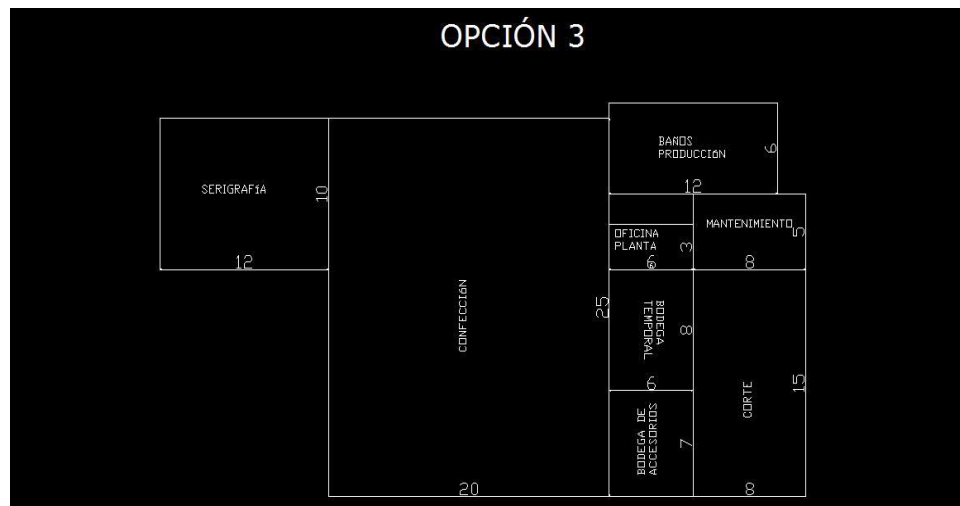 OPCIÓN 3
BAÑOS
PRODUCCIóN
6
12
SERIGRAFíA
10
12
OFICINA
PLANTA
3
6
MANTENIMIENTO
5
8
CONFECCIóN
25
20
BODEGA
TEMPORAL
8
6
BODEGA DE
ACCESORIOS
7
CORTE
15
8